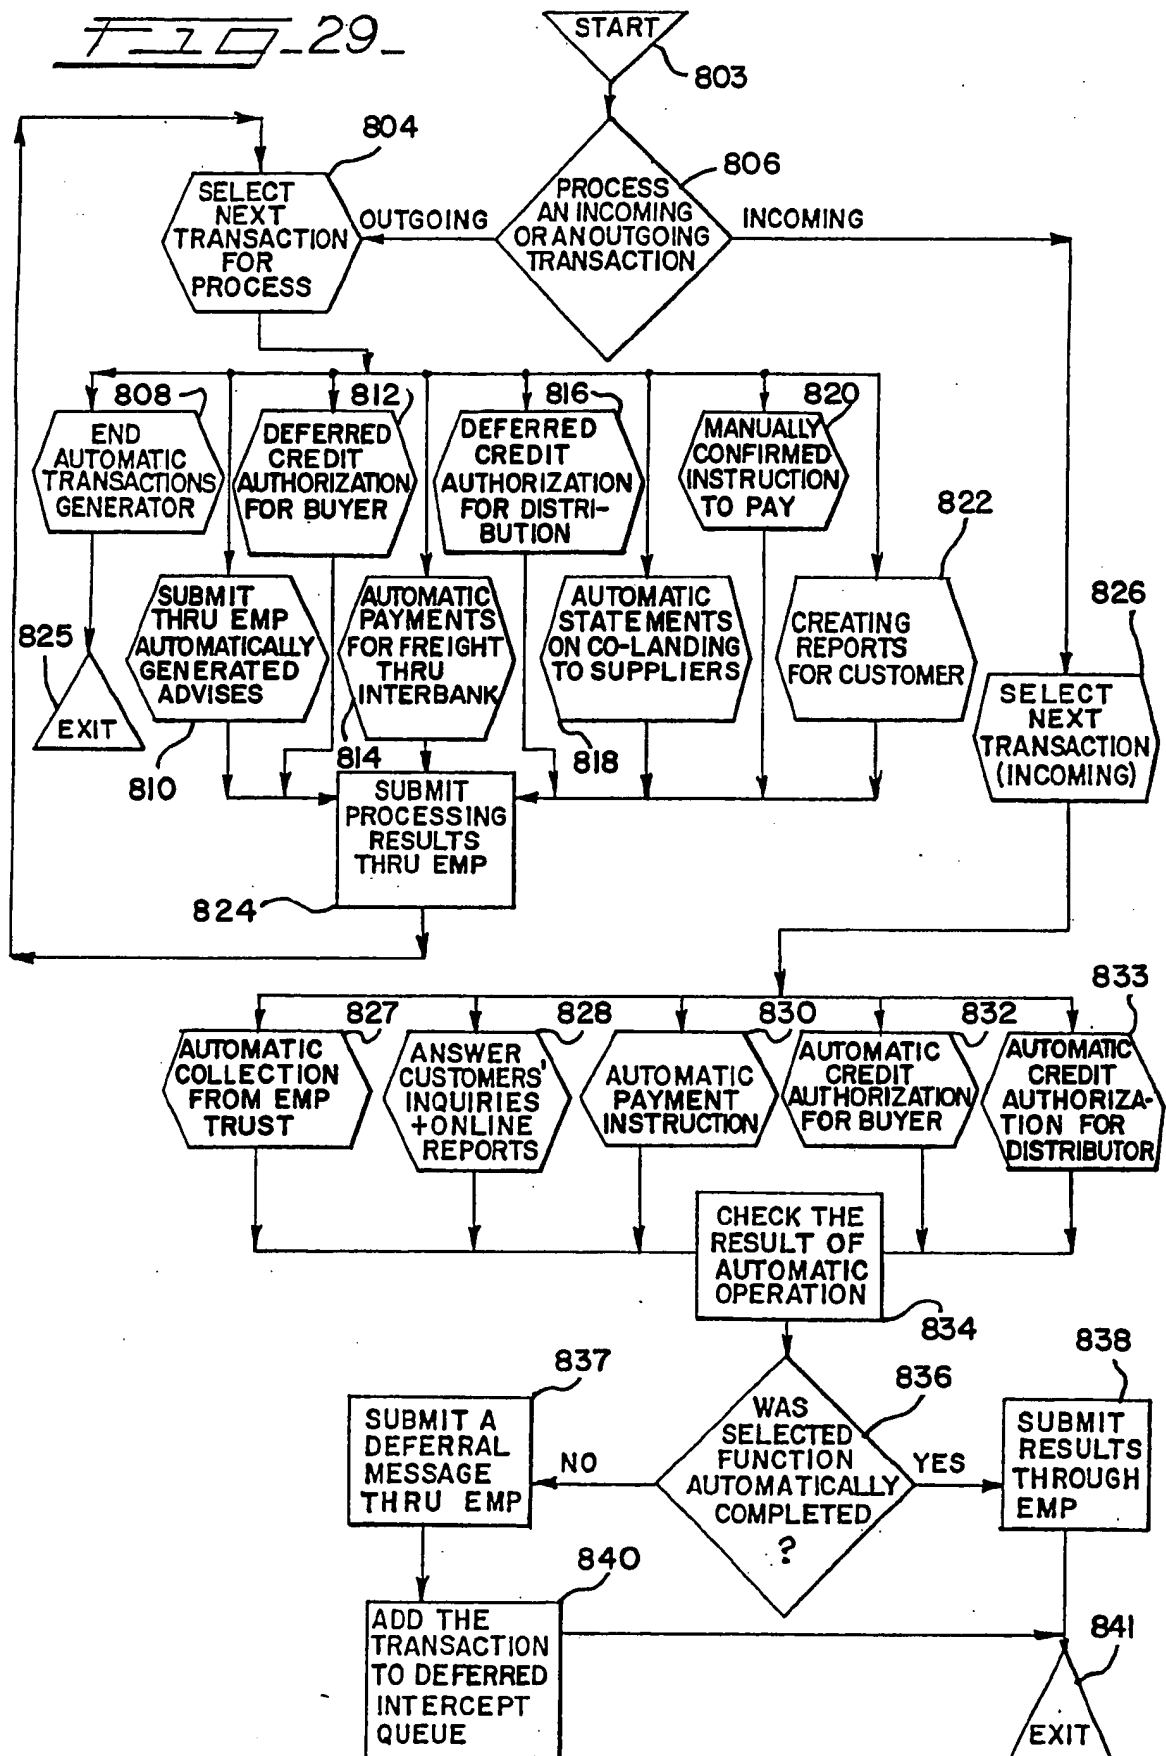 Fig_29_
START
803
804
806
SELECT
NEXT
TRANSACTION
FOR
PROCESS
OUTGOING
PROCESS
AN INCOMING
OR AN OUTGOING
TRANSACTION
INCOMING
808
END
AUTOMATIC
TRANSACTIONS
GENERATOR
812
DEFERRED
CREDIT
AUTHORIZATION
FOR BUYER
816
DEFERRED
CREDIT
AUTHORIZATION
FOR DISTRI-
BUTION
820
MANUALLY
CONFIRMED
INSTRUCTION
TO PAY
822
825
EXIT
SUBMIT
THRU EMP
AUTOMATICALLY
GENERATED
ADVISES
810
AUTOMATIC
PAYMENTS
FOR FREIGHT
THRU
INTERBANK
814
AUTOMATIC
STATEMENTS
ON CO-LANDING
TO SUPPLIERS
818
CREATING
REPORTS
FOR CUSTOMER
826
SELECT
NEXT
TRANSACTION
(INCOMING)
SUBMIT
PROCESSING
RESULTS
THRU EMP
824
827
AUTOMATIC
COLLECTION
FROM EMP
TRUST
828
ANSWER
CUSTOMERS'
INQUIRIES
+ONLINE
REPORTS
830
AUTOMATIC
PAYMENT
INSTRUCTION
832
AUTOMATIC
CREDIT
AUTHORIZATION
FOR BUYER
833
AUTOMATIC
CREDIT
AUTHORIZA-
TION FOR
DISTRIBUTOR
CHECK THE
RESULT OF
AUTOMATIC
OPERATION
834
837
SUBMIT A
DEFERRAL
MESSAGE
THRU EMP
NO
836
WAS
SELECTED
FUNCTION
AUTOMATICALLY
COMPLETED
?
YES
838
SUBMIT
RESULTS
THROUGH
EMP
840
ADD THE
TRANSACTION
TO DEFERRED
INTERCEPT
QUEUE
841
EXIT